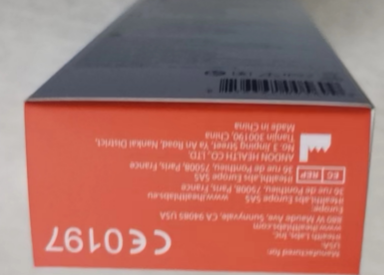 Manufactured for:
USA:
iHealth Labs, Inc.
www.ihealthlabs.com
880 W Maude Ave, Sunnyvale, CA 94085 USA
Europe:
iHealthLabs Europe SAS www.ihealthlabs.eu
36 rue de Ponthieu, 75008, Paris, France
EC REP
iHealthLabs Europe SAS
36 rue de Ponthieu, 75008, Paris, France
ANDON HEALTH CO., LTD.
No. 3 Jinping Street, An Ya Road, Nankai District,
Tianjin 300190, China
Made in China
CE0197